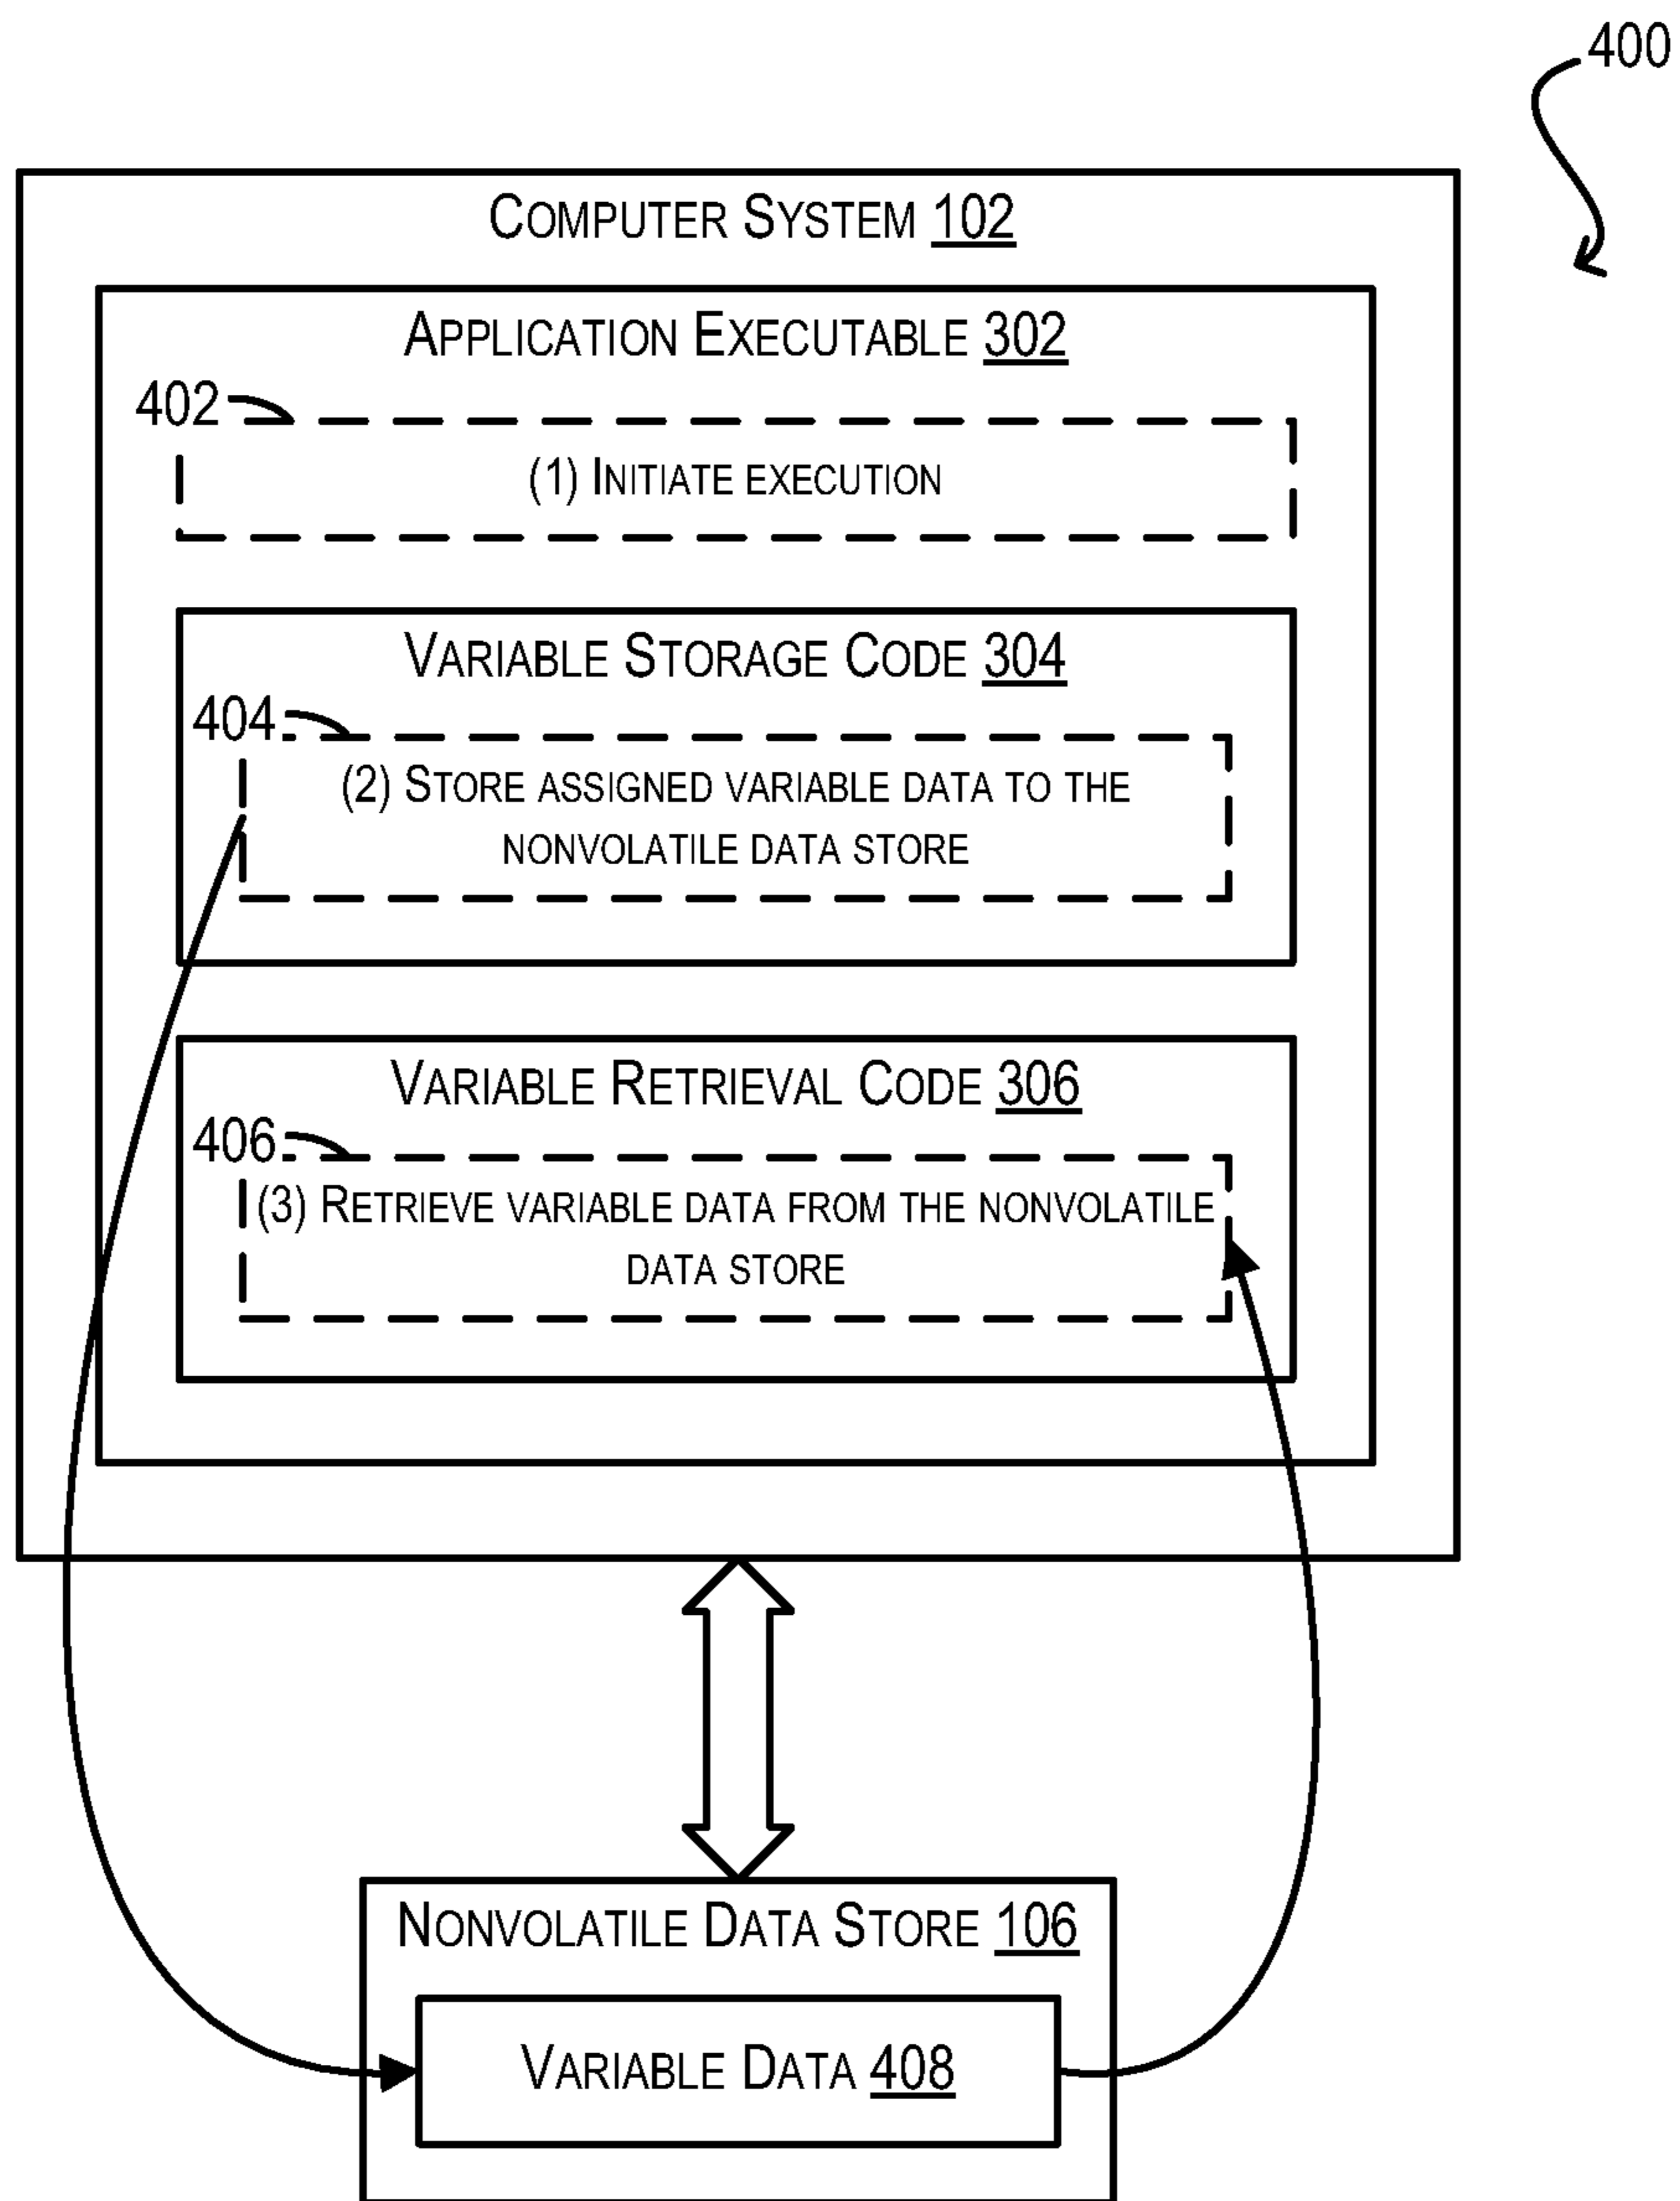 400
COMPUTER SYSTEM 102
APPLICATION EXECUTABLE 302
402
(1) INITIATE EXECUTION
VARIABLE STORAGE CODE 304
404
(2) STORE ASSIGNED VARIABLE DATA TO THE
NONVOLATILE DATA STORE
VARIABLE RETRIEVAL CODE 306
406
(3) RETRIEVE VARIABLE DATA FROM THE NONVOLATILE
DATA STORE
NONVOLATILE DATA STORE 106
VARIABLE DATA 408